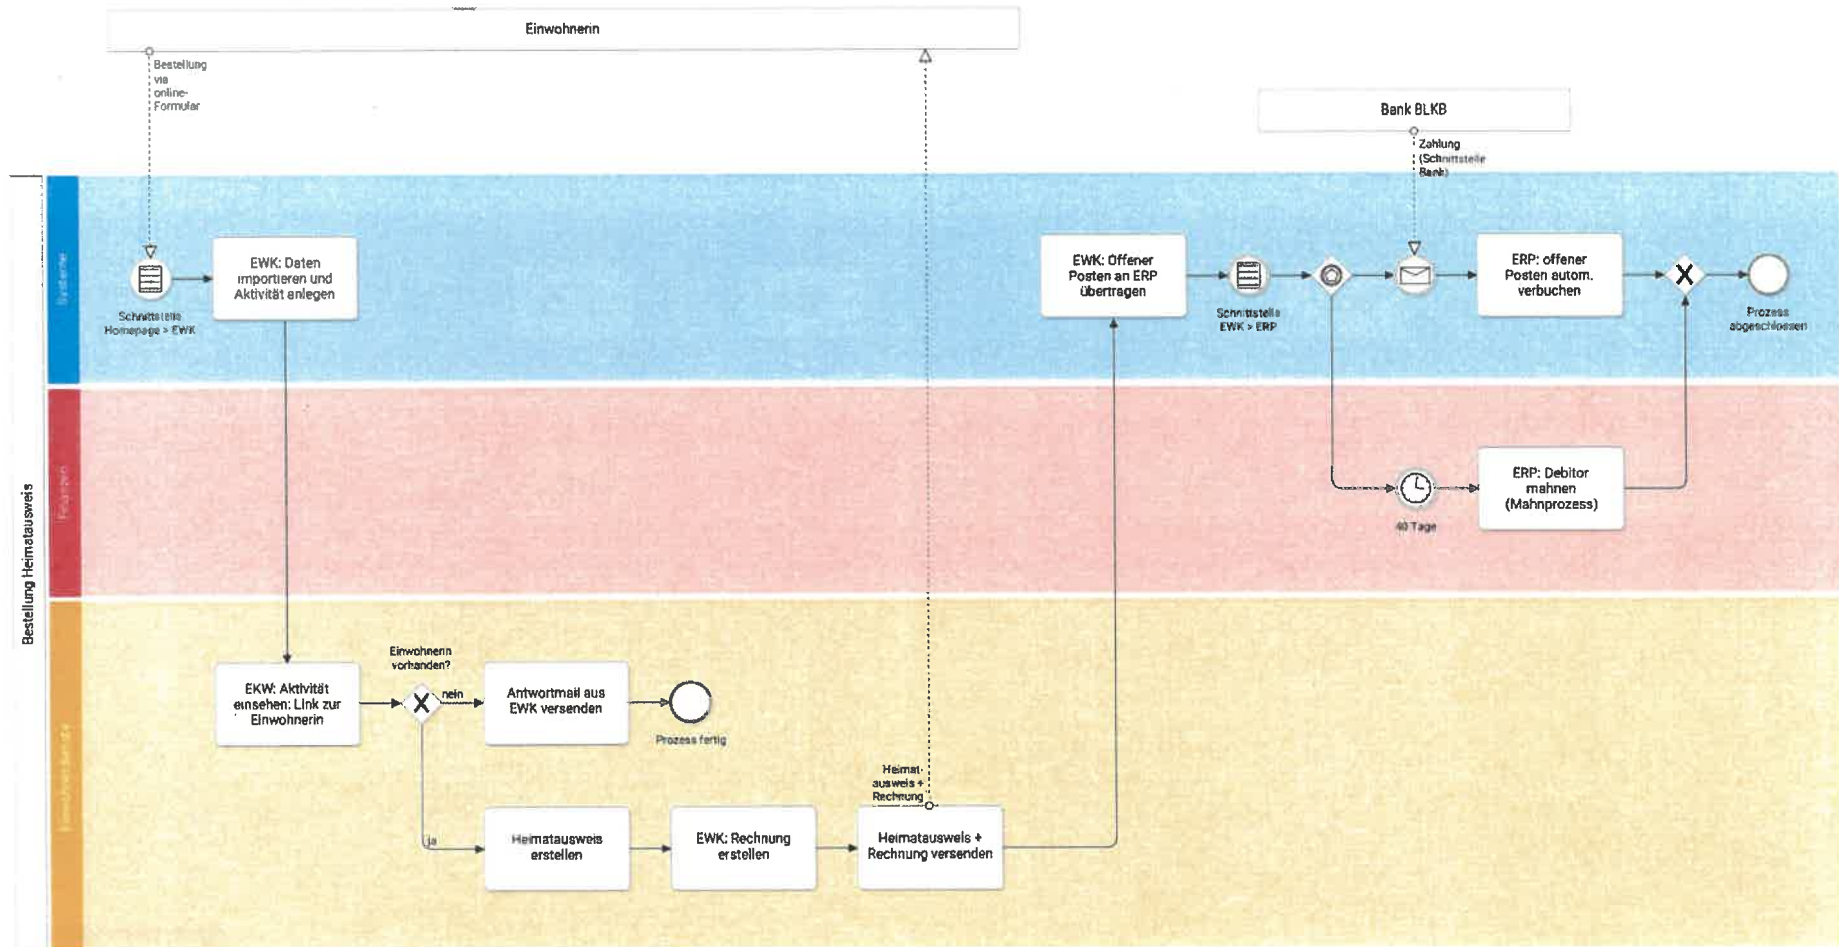 Einwohnerin
Bestellung
via
online-
Formular
Bank BLKB
Zahlung
(Schnittstelle
Bank)
Bestellung Heimatausweis
Systeme
Schnittstelle
Homepage > EWK
EWK: Daten
importieren und
Aktivität anlegen
EWK: Offener
Posten an ERP
übertragen
Schnittstelle
EWK > ERP
ERP: offener
Posten autom.
verbuchen
Prozess
abgeschlossen
Finanzen
40 Tage
ERP: Debitor
mahnen
(Mahnprozess)
EKW: Aktivität
einsehen: Link zur
Einwohnerin
Einwohnerin
vorhanden?
nein
Antwortmail aus
EWK versenden
Prozess fertig
ja
Heimatausweis
erstellen
EWK: Rechnung
erstellen
Heimat-
ausweis +
Rechnung
Heimatausweis +
Rechnung versenden